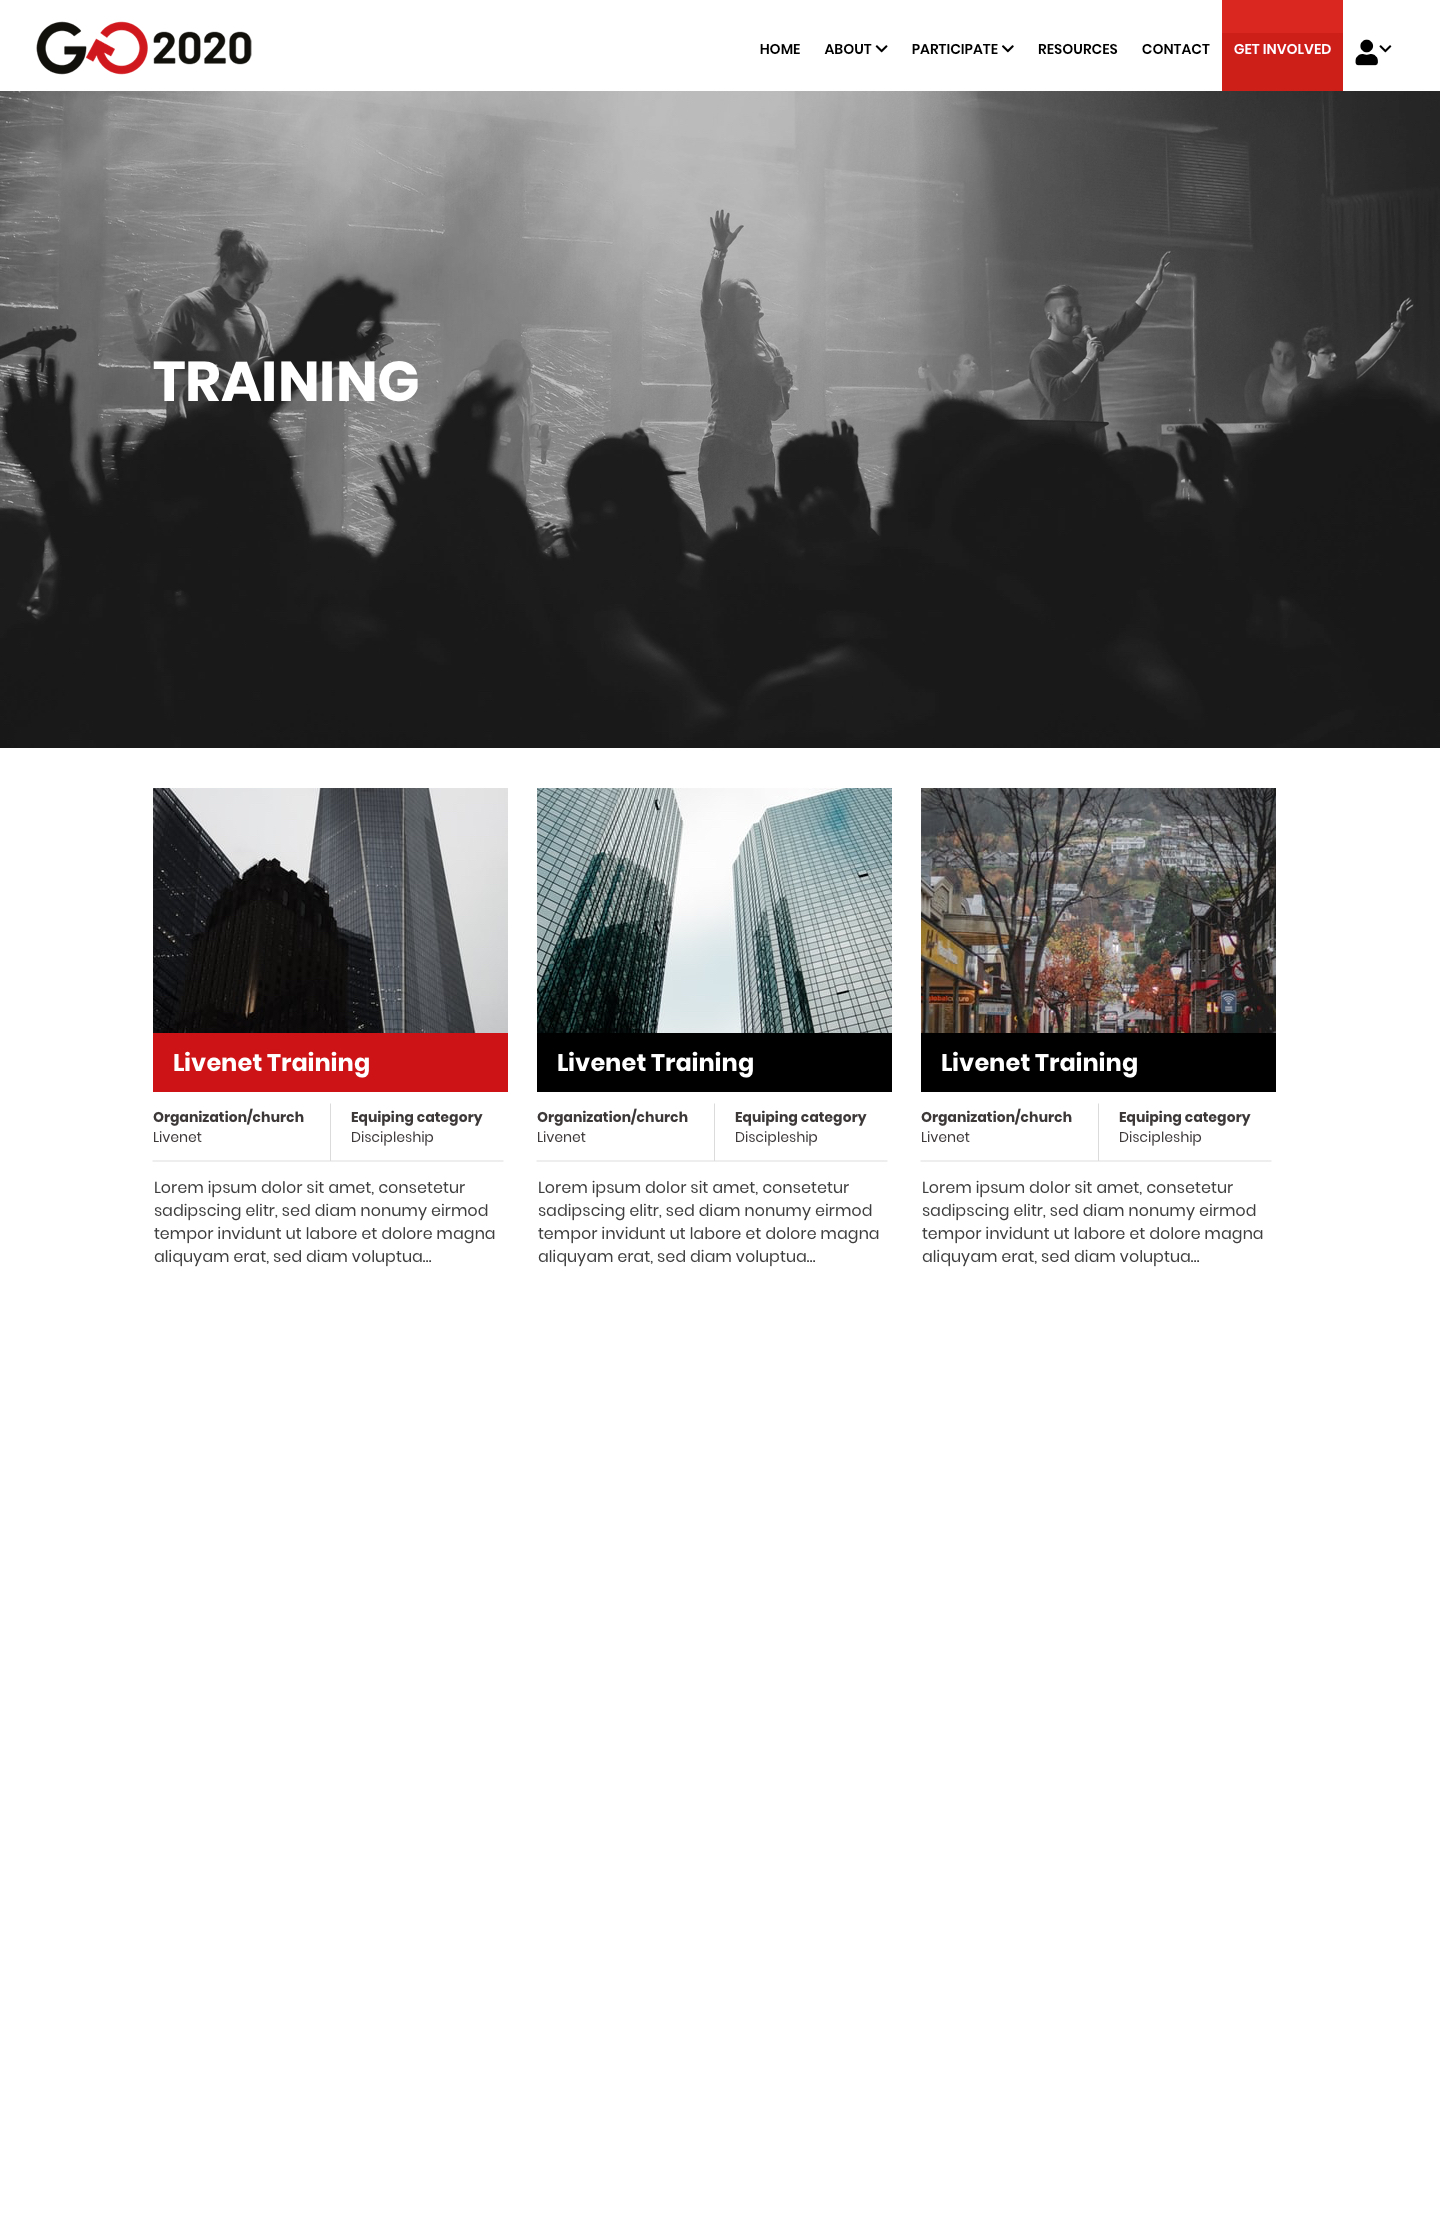 GO2020
HOME ABOUT PARTICIPATE RESOURCES CONTACT GET INVOLVED
TRAINING
Livenet Training
Organization/church
Livenet
Equiping category
Discipleship
Lorem ipsum dolor sit amet, consetetur
sadipscing elitr, sed diam nonumy eirmod
tempor invidunt ut labore et dolore magna
aliquyam erat, sed diam voluptua...
Livenet Training
Organization/church
Livenet
Equiping category
Discipleship
Lorem ipsum dolor sit amet, consetetur
sadipscing elitr, sed diam nonumy eirmod
tempor invidunt ut labore et dolore magna
aliquyam erat, sed diam voluptua...
Livenet Training
Organization/church
Livenet
Equiping category
Discipleship
Lorem ipsum dolor sit amet, consetetur
sadipscing elitr, sed diam nonumy eirmod
tempor invidunt ut labore et dolore magna
aliquyam erat, sed diam voluptua...